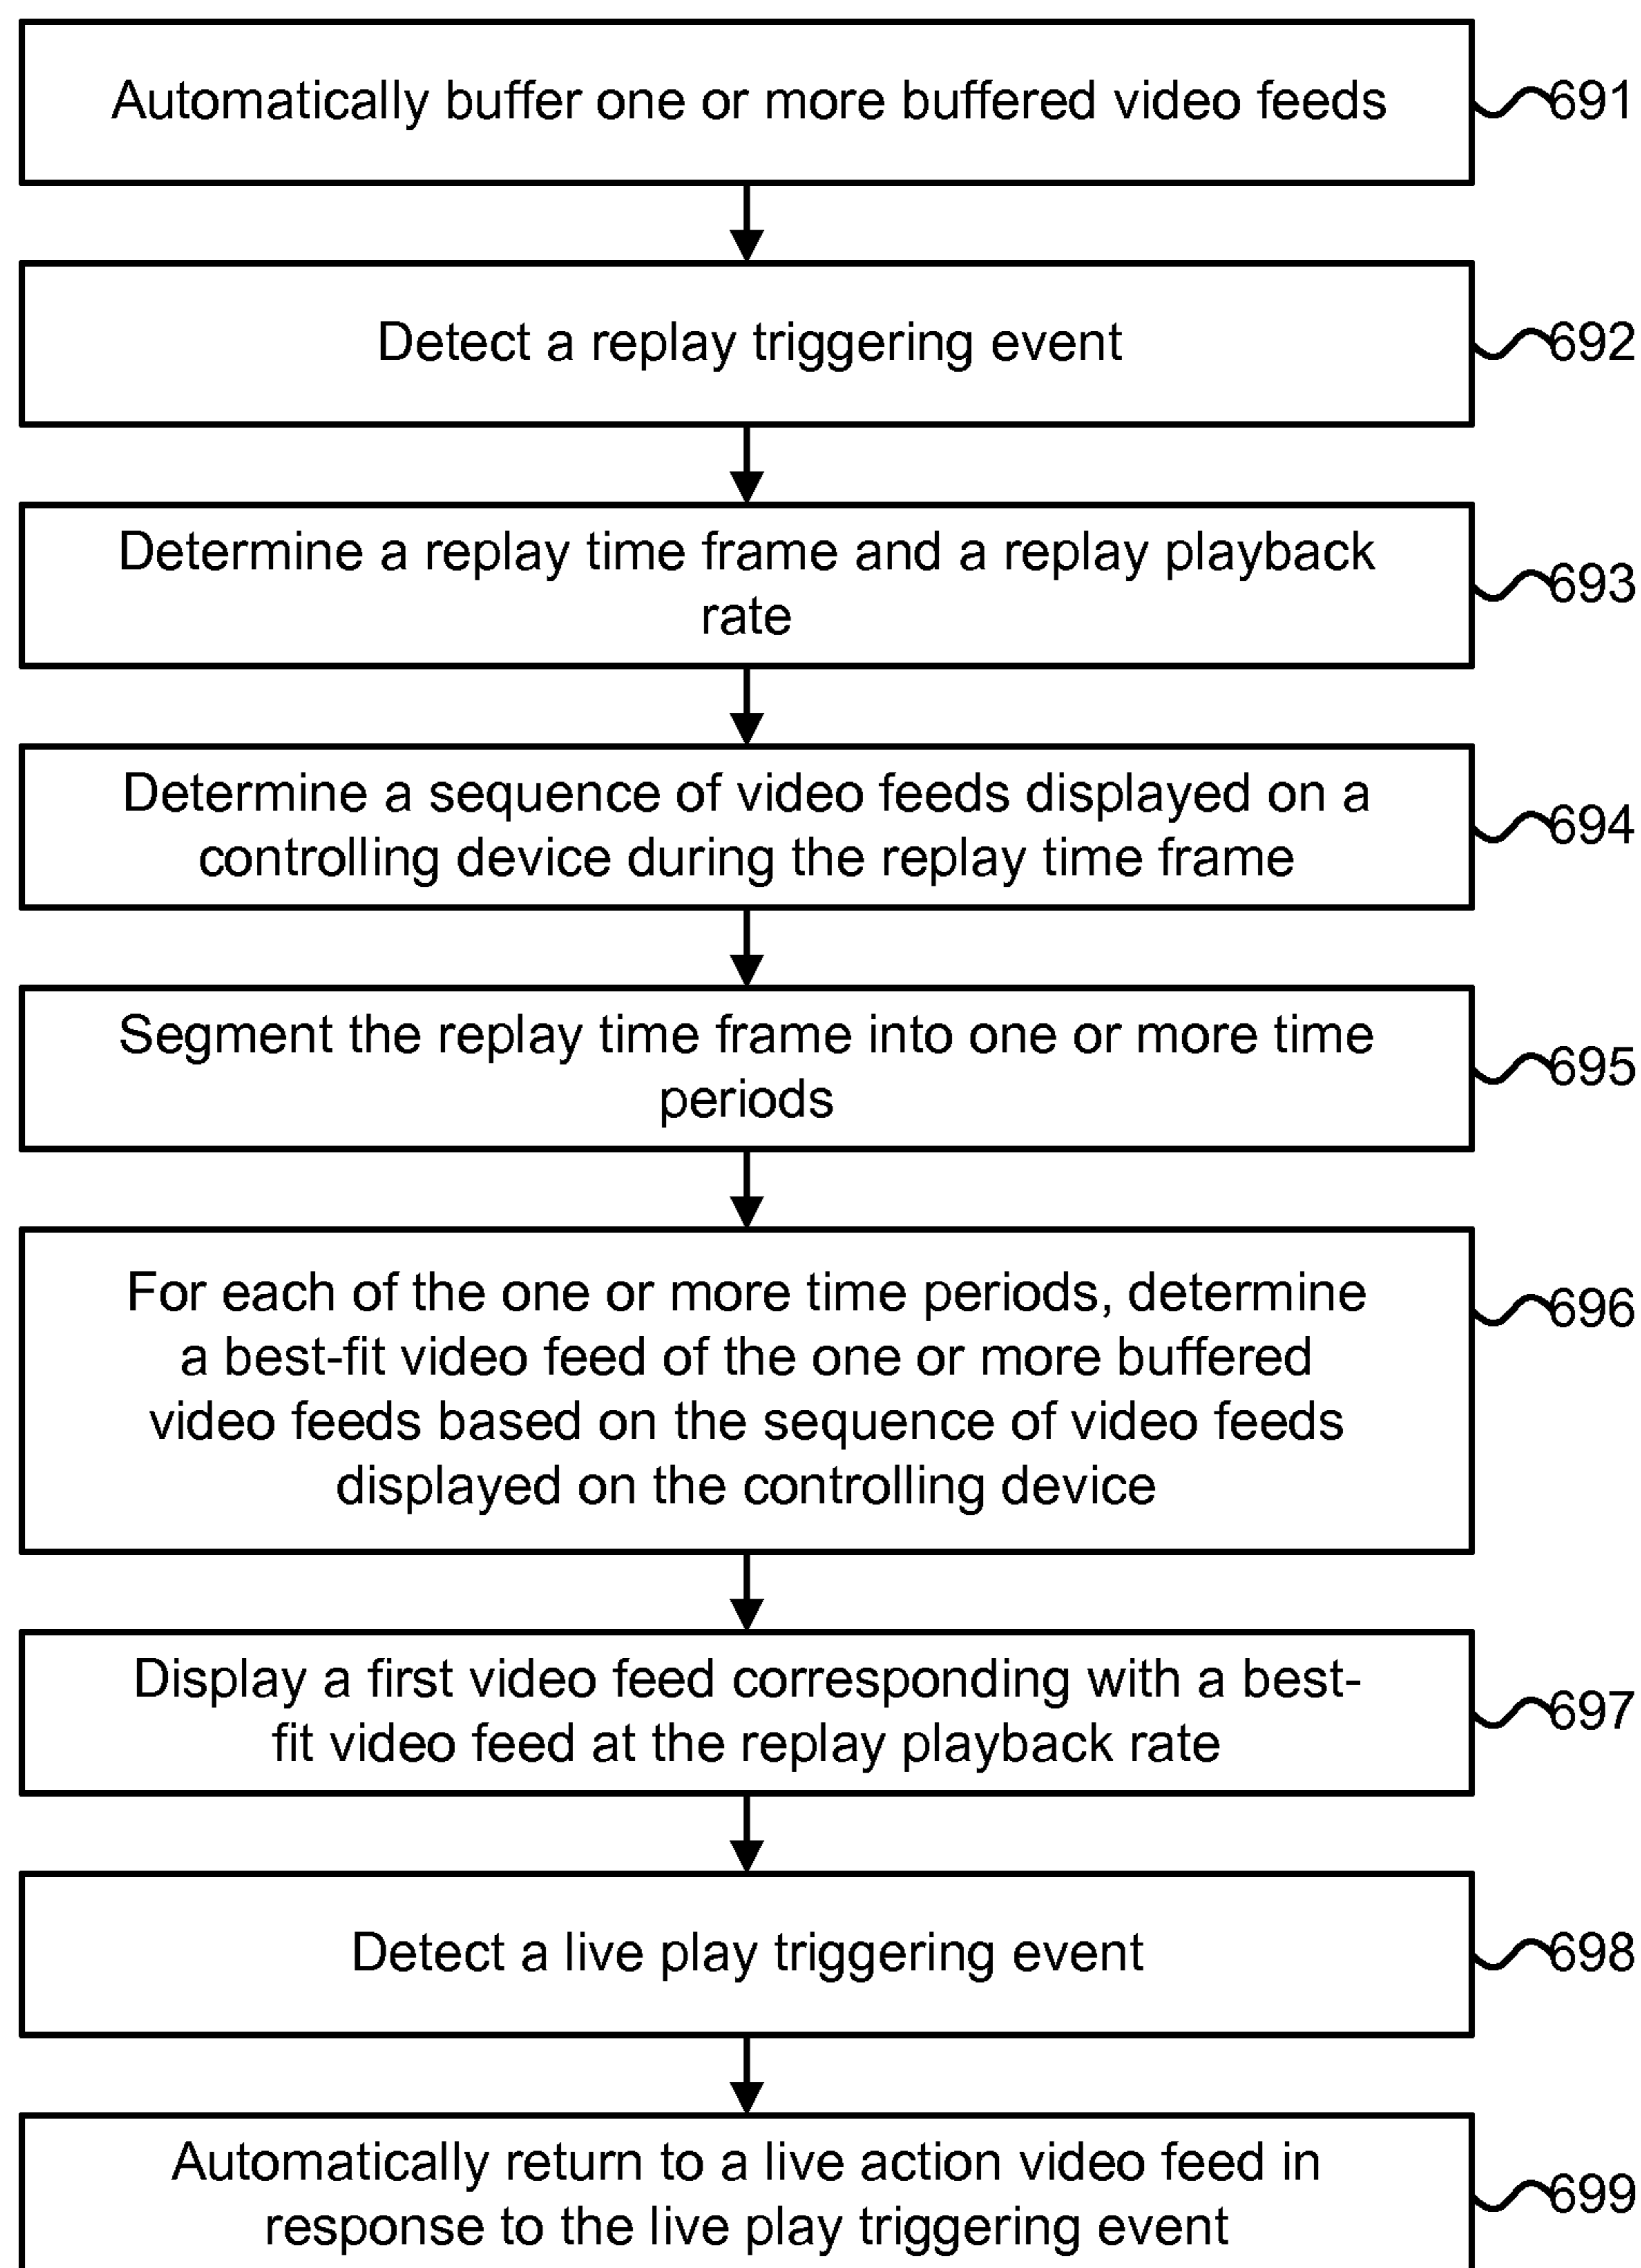 Automatically buffer one or more buffered video feeds
691
Detect a replay triggering event
692
Determine a replay time frame and a replay playback
rate
693
Determine a sequence of video feeds displayed on a
controlling device during the replay time frame
694
Segment the replay time frame into one or more time
periods
695
For each of the one or more time periods, determine
a best-fit video feed of the one or more buffered
video feeds based on the sequence of video feeds
displayed on the controlling device
696
Display a first video feed corresponding with a best-
fit video feed at the replay playback rate
697
Detect a live play triggering event
698
Automatically return to a live action video feed in
response to the live play triggering event
699